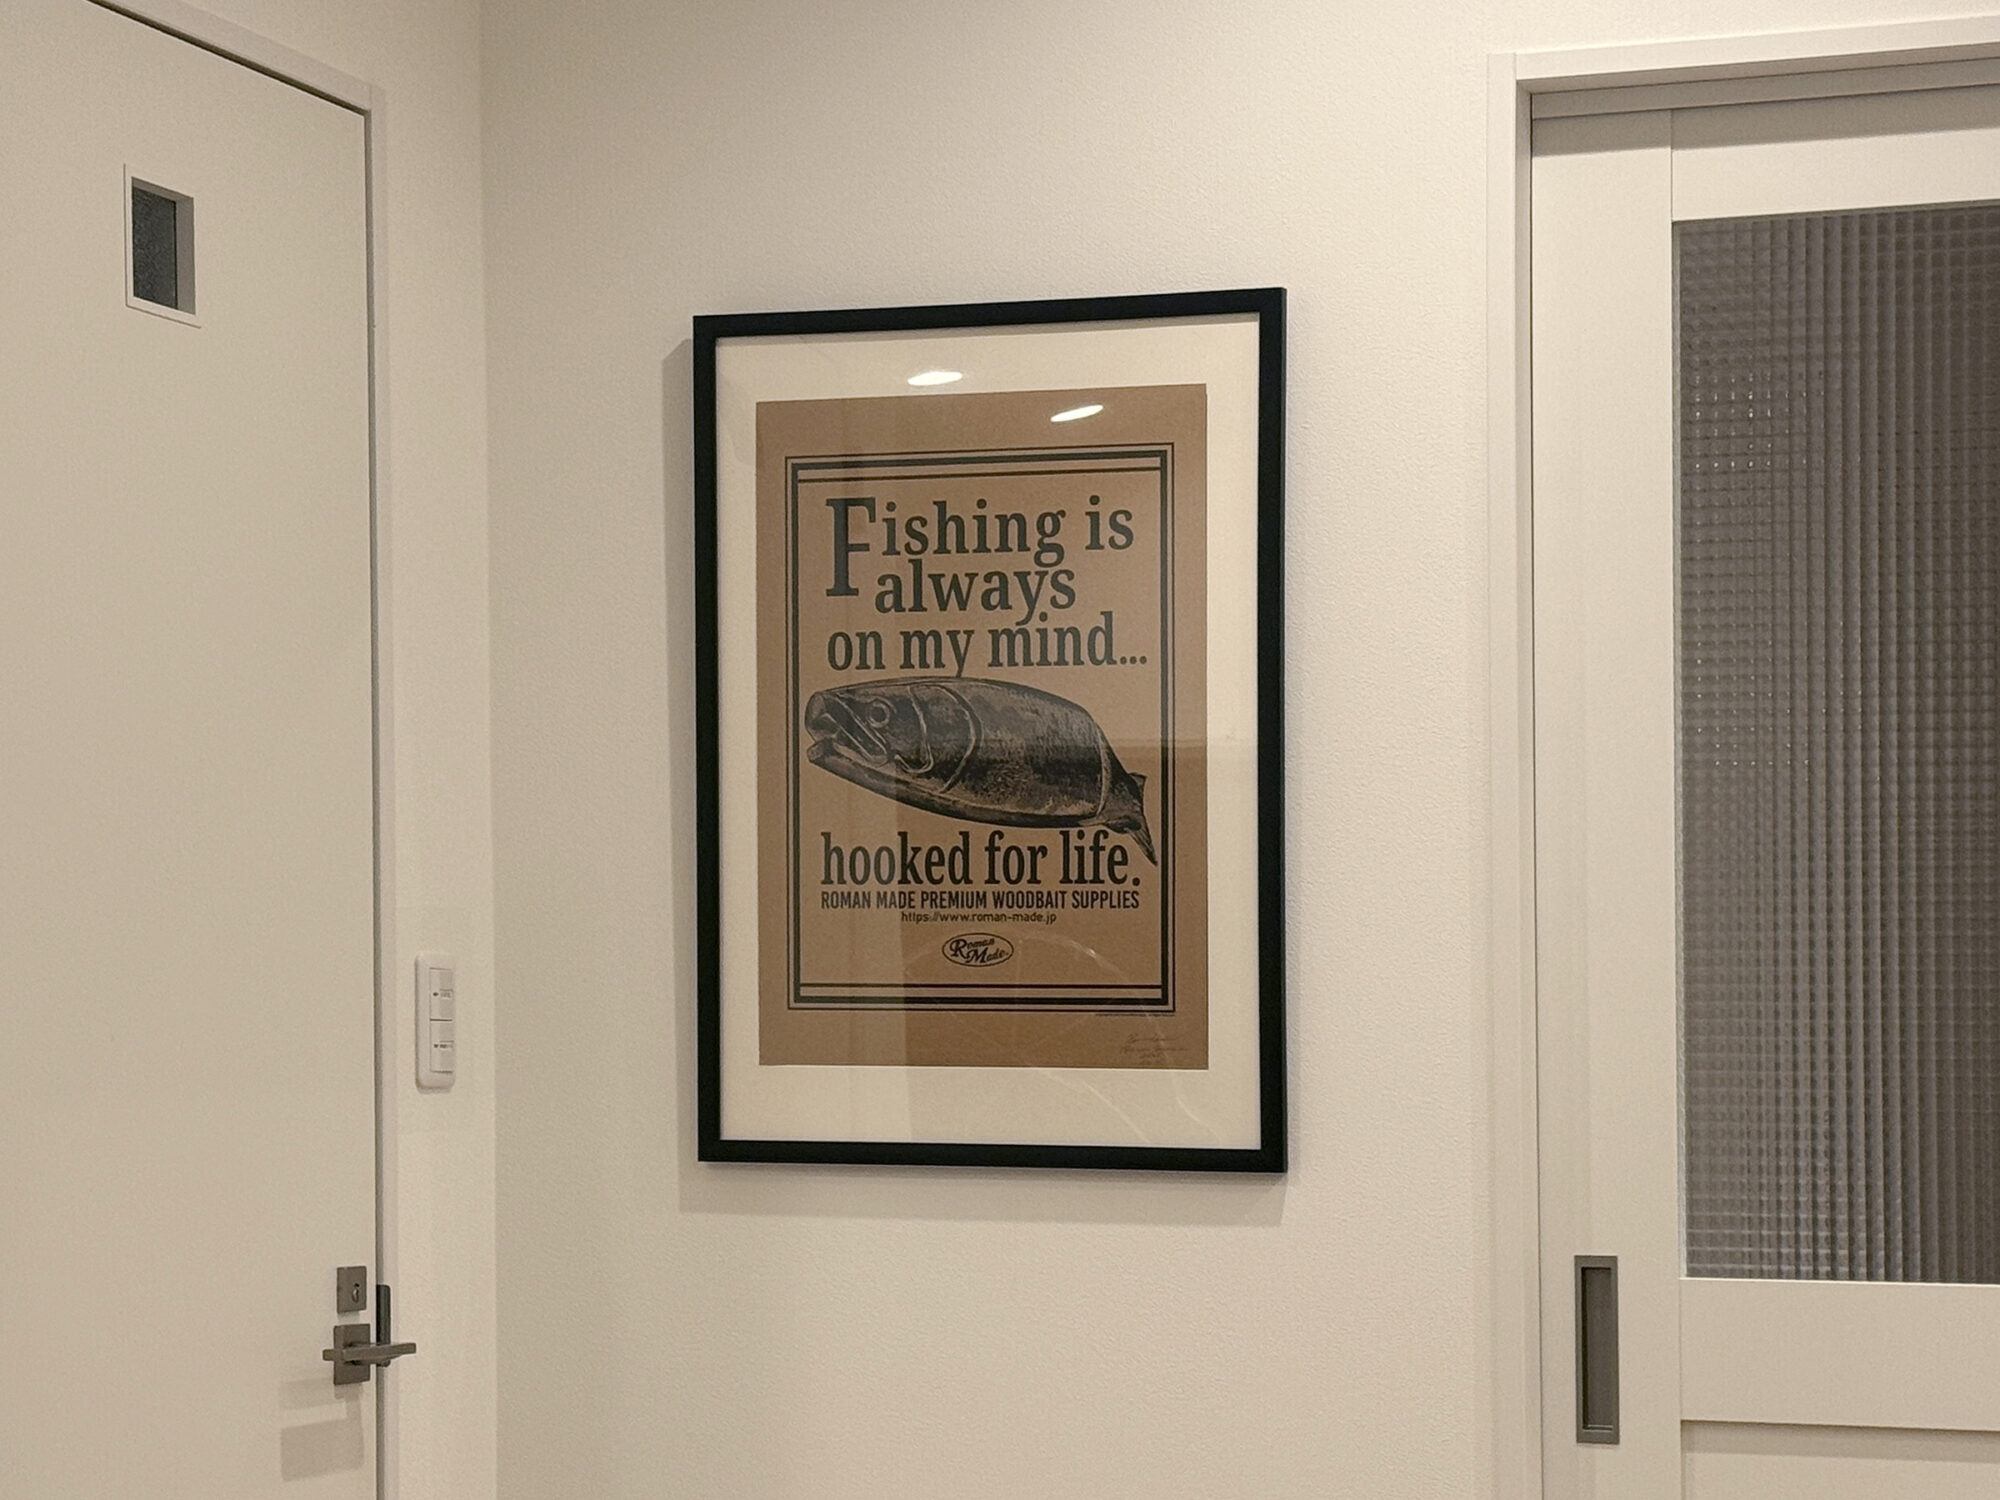 Fishing is
always
on my mind...
hooked for life.
ROMAN MADE PREMIUM WOODBAIT SUPPLIES
https://www.roman-made.jp
Roman
Made